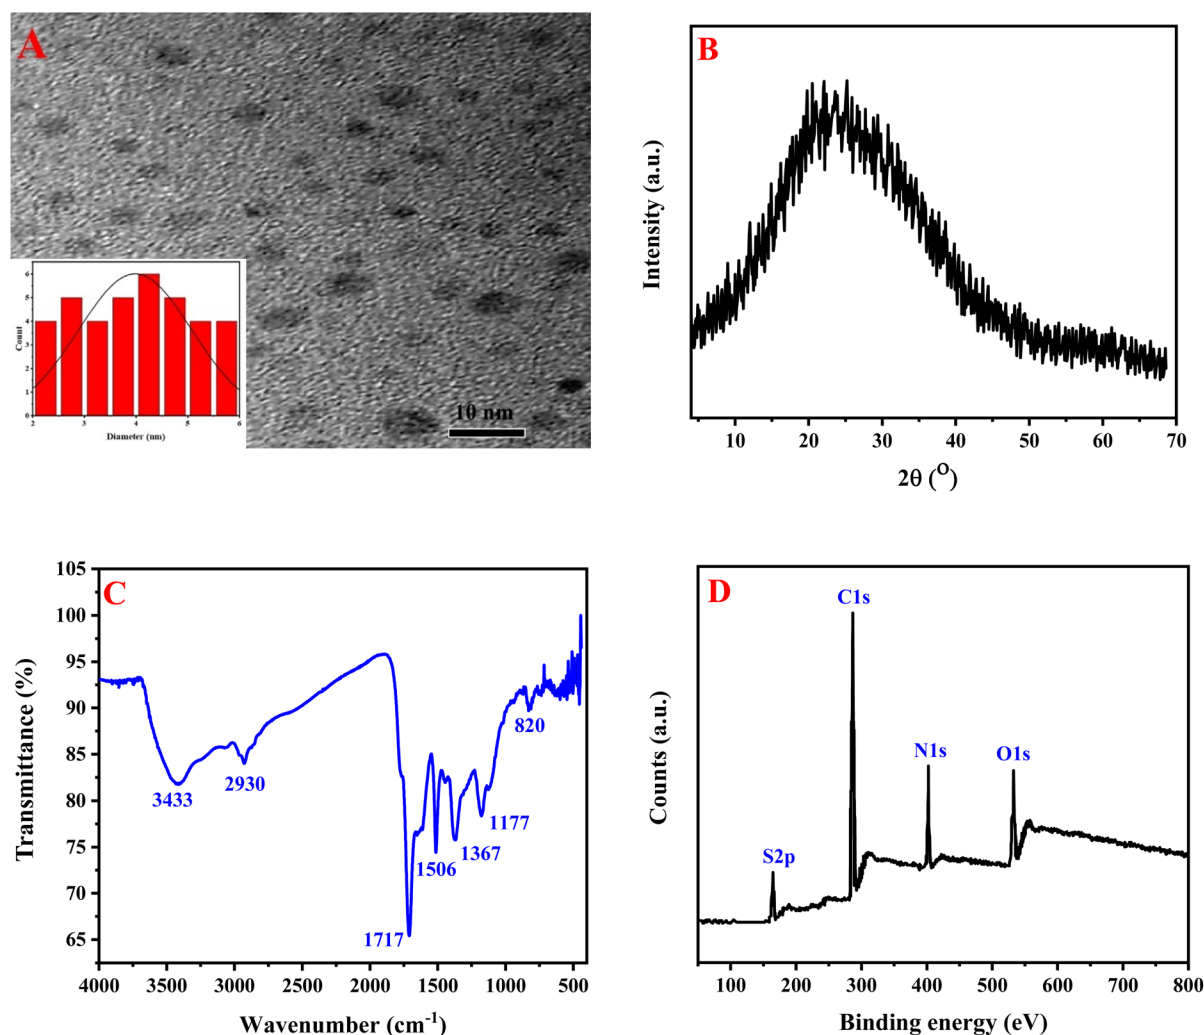 A
10 nm
6
5
4
3
2
1
0
Count
2 3 4 5 6
Diameter (nm)
B
Intensity (a.u.)
10 20 30 40 50 60 70
2θ (O)
C
105
100
95
90
85
80
75
70
65
Transmittance (%)
3433
2930
1717
1506
1367
1177
820
4000 3500 3000 2500 2000 1500 1000 500
Wavenumber (cm-1)
D
Counts (a.u.)
S2p
C1s
N1s
O1s
100 200 300 400 500 600 700 800
Binding energy (eV)